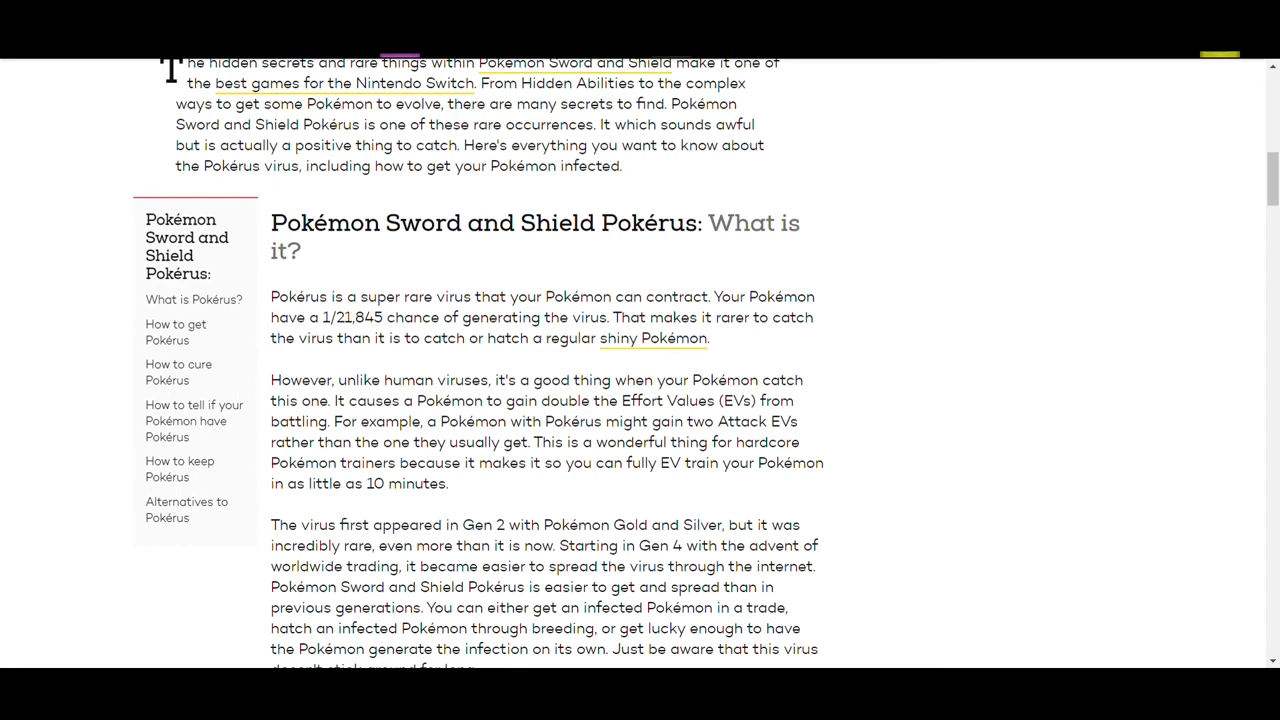 The hidden secrets and rare things within Pokémon Sword and Shield make it one of
the best games for the Nintendo Switch. From Hidden Abilities to the complex
ways to get some Pokémon to evolve, there are many secrets to find. Pokémon
Sword and Shield Pokérus is one of these rare occurrences. It which sounds awful
but is actually a positive thing to catch. Here's everything you want to know about
the Pokérus virus, including how to get your Pokémon infected.
Pokémon
Sword and
Shield
Pokérus:
What is Pokérus?
How to get
Pokérus
How to cure
Pokérus
How to tell if your
Pokémon have
Pokérus
How to keep
Pokérus
Alternatives to
Pokérus
Pokémon Sword and Shield Pokérus: What is
it?
Pokérus is a super rare virus that your Pokémon can contract. Your Pokémon
have a 1/21,845 chance of generating the virus. That makes it rarer to catch
the virus than it is to catch or hatch a regular shiny Pokémon.
However, unlike human viruses, it's a good thing when your Pokémon catch
this one. It causes a Pokémon to gain double the Effort Values (EVs) from
battling. For example, a Pokémon with Pokérus might gain two Attack EVs
rather than the one they usually get. This is a wonderful thing for hardcore
Pokémon trainers because it makes it so you can fully EV train your Pokémon
in as little as 10 minutes.
The virus first appeared in Gen 2 with Pokémon Gold and Silver, but it was
incredibly rare, even more than it is now. Starting in Gen 4 with the advent of
worldwide trading, it became easier to spread the virus through the internet.
Pokémon Sword and Shield Pokérus is easier to get and spread than in
previous generations. You can either get an infected Pokémon in a trade,
hatch an infected Pokémon through breeding, or get lucky enough to have
the Pokémon generate the infection on its own. Just be aware that this virus
doesn't stick around for long.